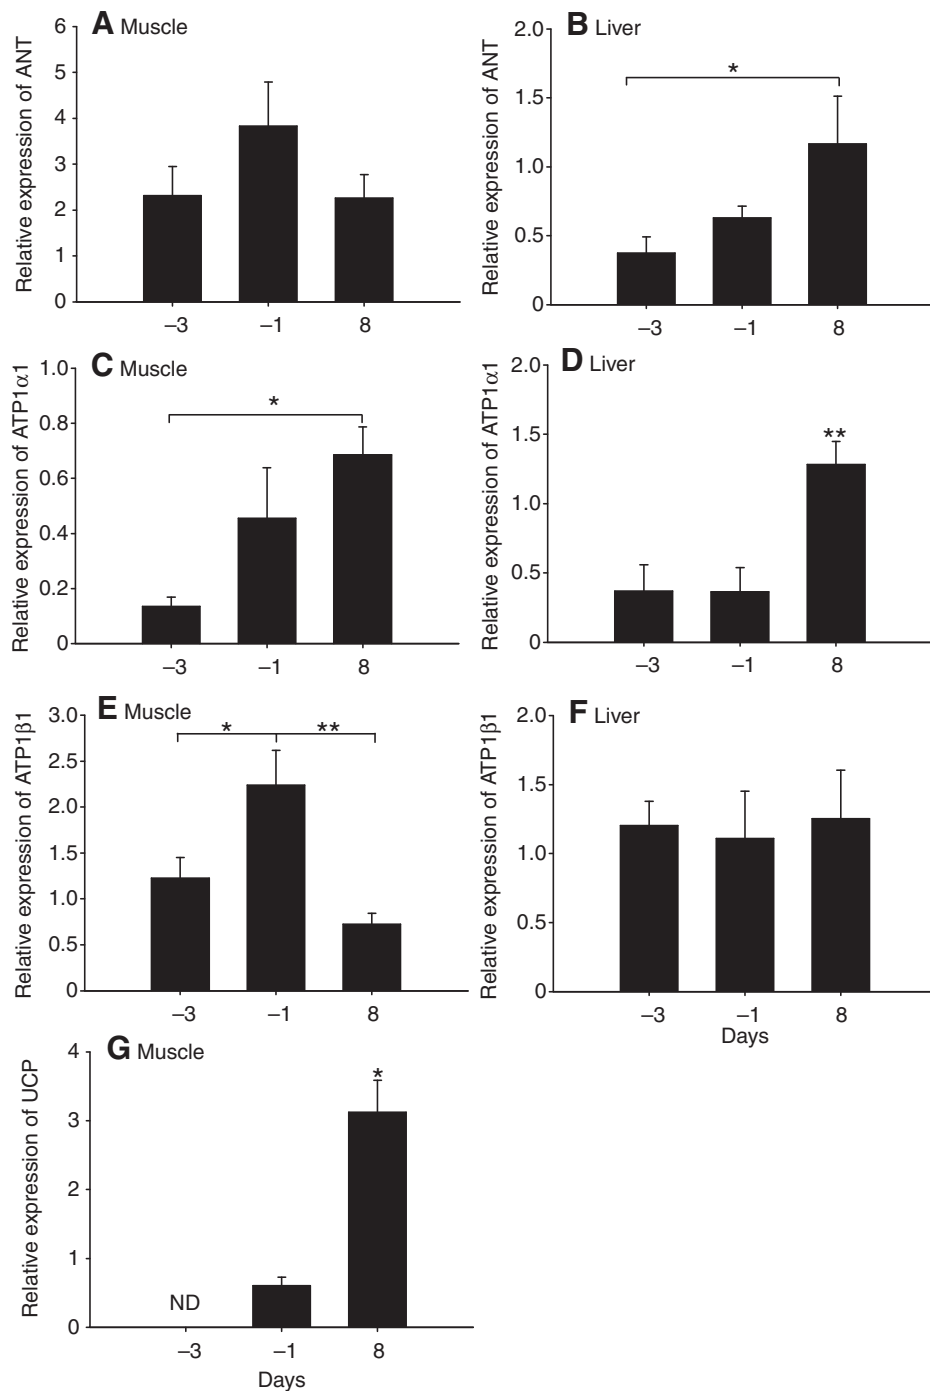 A Muscle
Relative expression of ANT
6
5
4
3
2
1
0
–3 –1 8
B Liver
Relative expression of ANT
2.0
1.5
1.0
0.5
0
*
–3 –1 8
C Muscle
Relative expression of ATP1α1
1.0
0.8
0.6
0.4
0.2
0
*
–3 –1 8
D Liver
Relative expression of ATP1α1
2.0
1.5
1.0
0.5
0
**
–3 –1 8
E Muscle
Relative expression of ATP1β1
3.0
2.5
2.0
1.5
1.0
0.5
0
* **
–3 –1 8
F Liver
Relative expression of ATP1β1
2.0
1.5
1.0
0.5
0
–3 –1 8
Days
G Muscle
Relative expression of UCP
4
3
2
1
0
*
ND
–3 –1 8
Days